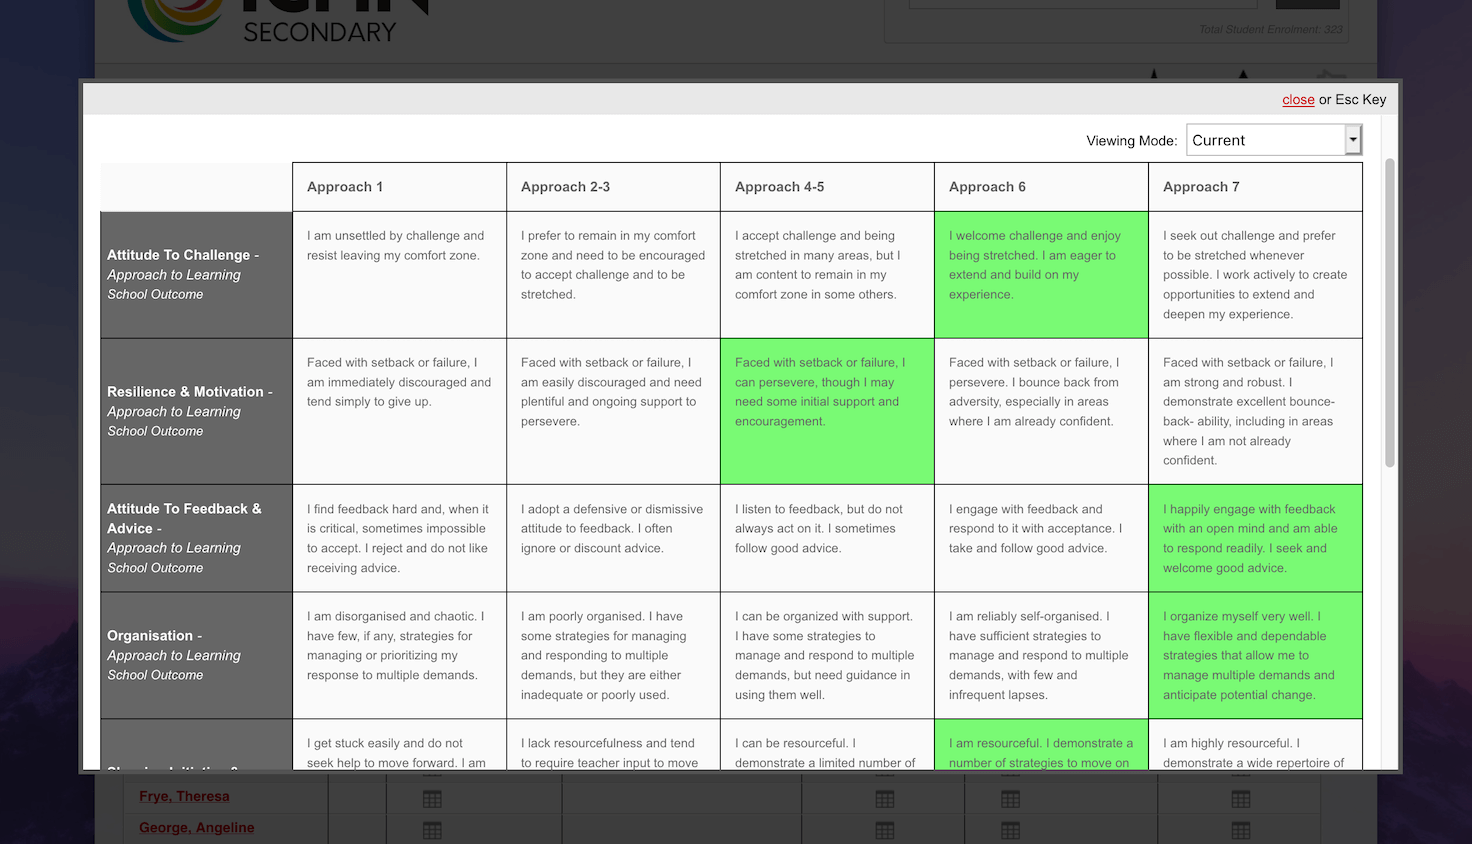 SECONDARY
Total Student Enrolment: 323
close or Esc Key
Viewing Mode: Current
Approach 1
Approach 2-3
Approach 4-5
Approach 6
Approach 7
Attitude To Challenge -
Approach to Learning
School Outcome
I am unsettled by challenge and
resist leaving my comfort zone.
I prefer to remain in my comfort
zone and need to be encouraged
to accept challenge and to be
stretched.
I accept challenge and being
stretched in many areas, but I
am content to remain in my
comfort zone in some others.
I welcome challenge and enjoy
being stretched. I am eager to
extend and build on my
experience.
I seek out challenge and prefer
to be stretched whenever
possible. I work actively to create
opportunities to extend and
deepen my experience.
Resilience & Motivation -
Approach to Learning
School Outcome
Faced with setback or failure, I
am immediately discouraged and
tend simply to give up.
Faced with setback or failure, I
am easily discouraged and need
plentiful and ongoing support to
persevere.
Faced with setback or failure, I
can persevere, though I may
need some initial support and
encouragement.
Faced with setback or failure, I
persevere. I bounce back from
adversity, especially in areas
where I am already confident.
Faced with setback or failure, I
am strong and robust. I
demonstrate excellent bounce-
back- ability, including in areas
where I am not already
confident.
Attitude To Feedback &
Advice -
Approach to Learning
School Outcome
I find feedback hard and, when it
is critical, sometimes impossible
to accept. I reject and do not like
receiving advice.
I adopt a defensive or dismissive
attitude to feedback. I often
ignore or discount advice.
I listen to feedback, but do not
always act on it. I sometimes
follow good advice.
I engage with feedback and
respond to it with acceptance. I
take and follow good advice.
I happily engage with feedback
with an open mind and am able
to respond readily. I seek and
welcome good advice.
Organisation -
Approach to Learning
School Outcome
I am disorganised and chaotic. I
have few, if any, strategies for
managing or prioritizing my
response to multiple demands.
I am poorly organised. I have
some strategies for managing
and responding to multiple
demands, but they are either
inadequate or poorly used.
I can be organized with support.
I have some strategies to
manage and respond to multiple
demands, but need guidance in
using them well.
I am reliably self-organised. I
have sufficient strategies to
manage and respond to multiple
demands, with few and
infrequent lapses.
I organize myself very well. I
have flexible and dependable
strategies that allow me to
manage multiple demands and
anticipate potential change.
I get stuck easily and do not
seek help to move forward. I am
I lack resourcefulness and tend
to require teacher input to move
I can be resourceful. I
demonstrate a limited number of
I am resourceful. I demonstrate a
number of strategies to move on
I am highly resourceful. I
demonstrate a wide repertoire of
Frye, Theresa
George, Angeline